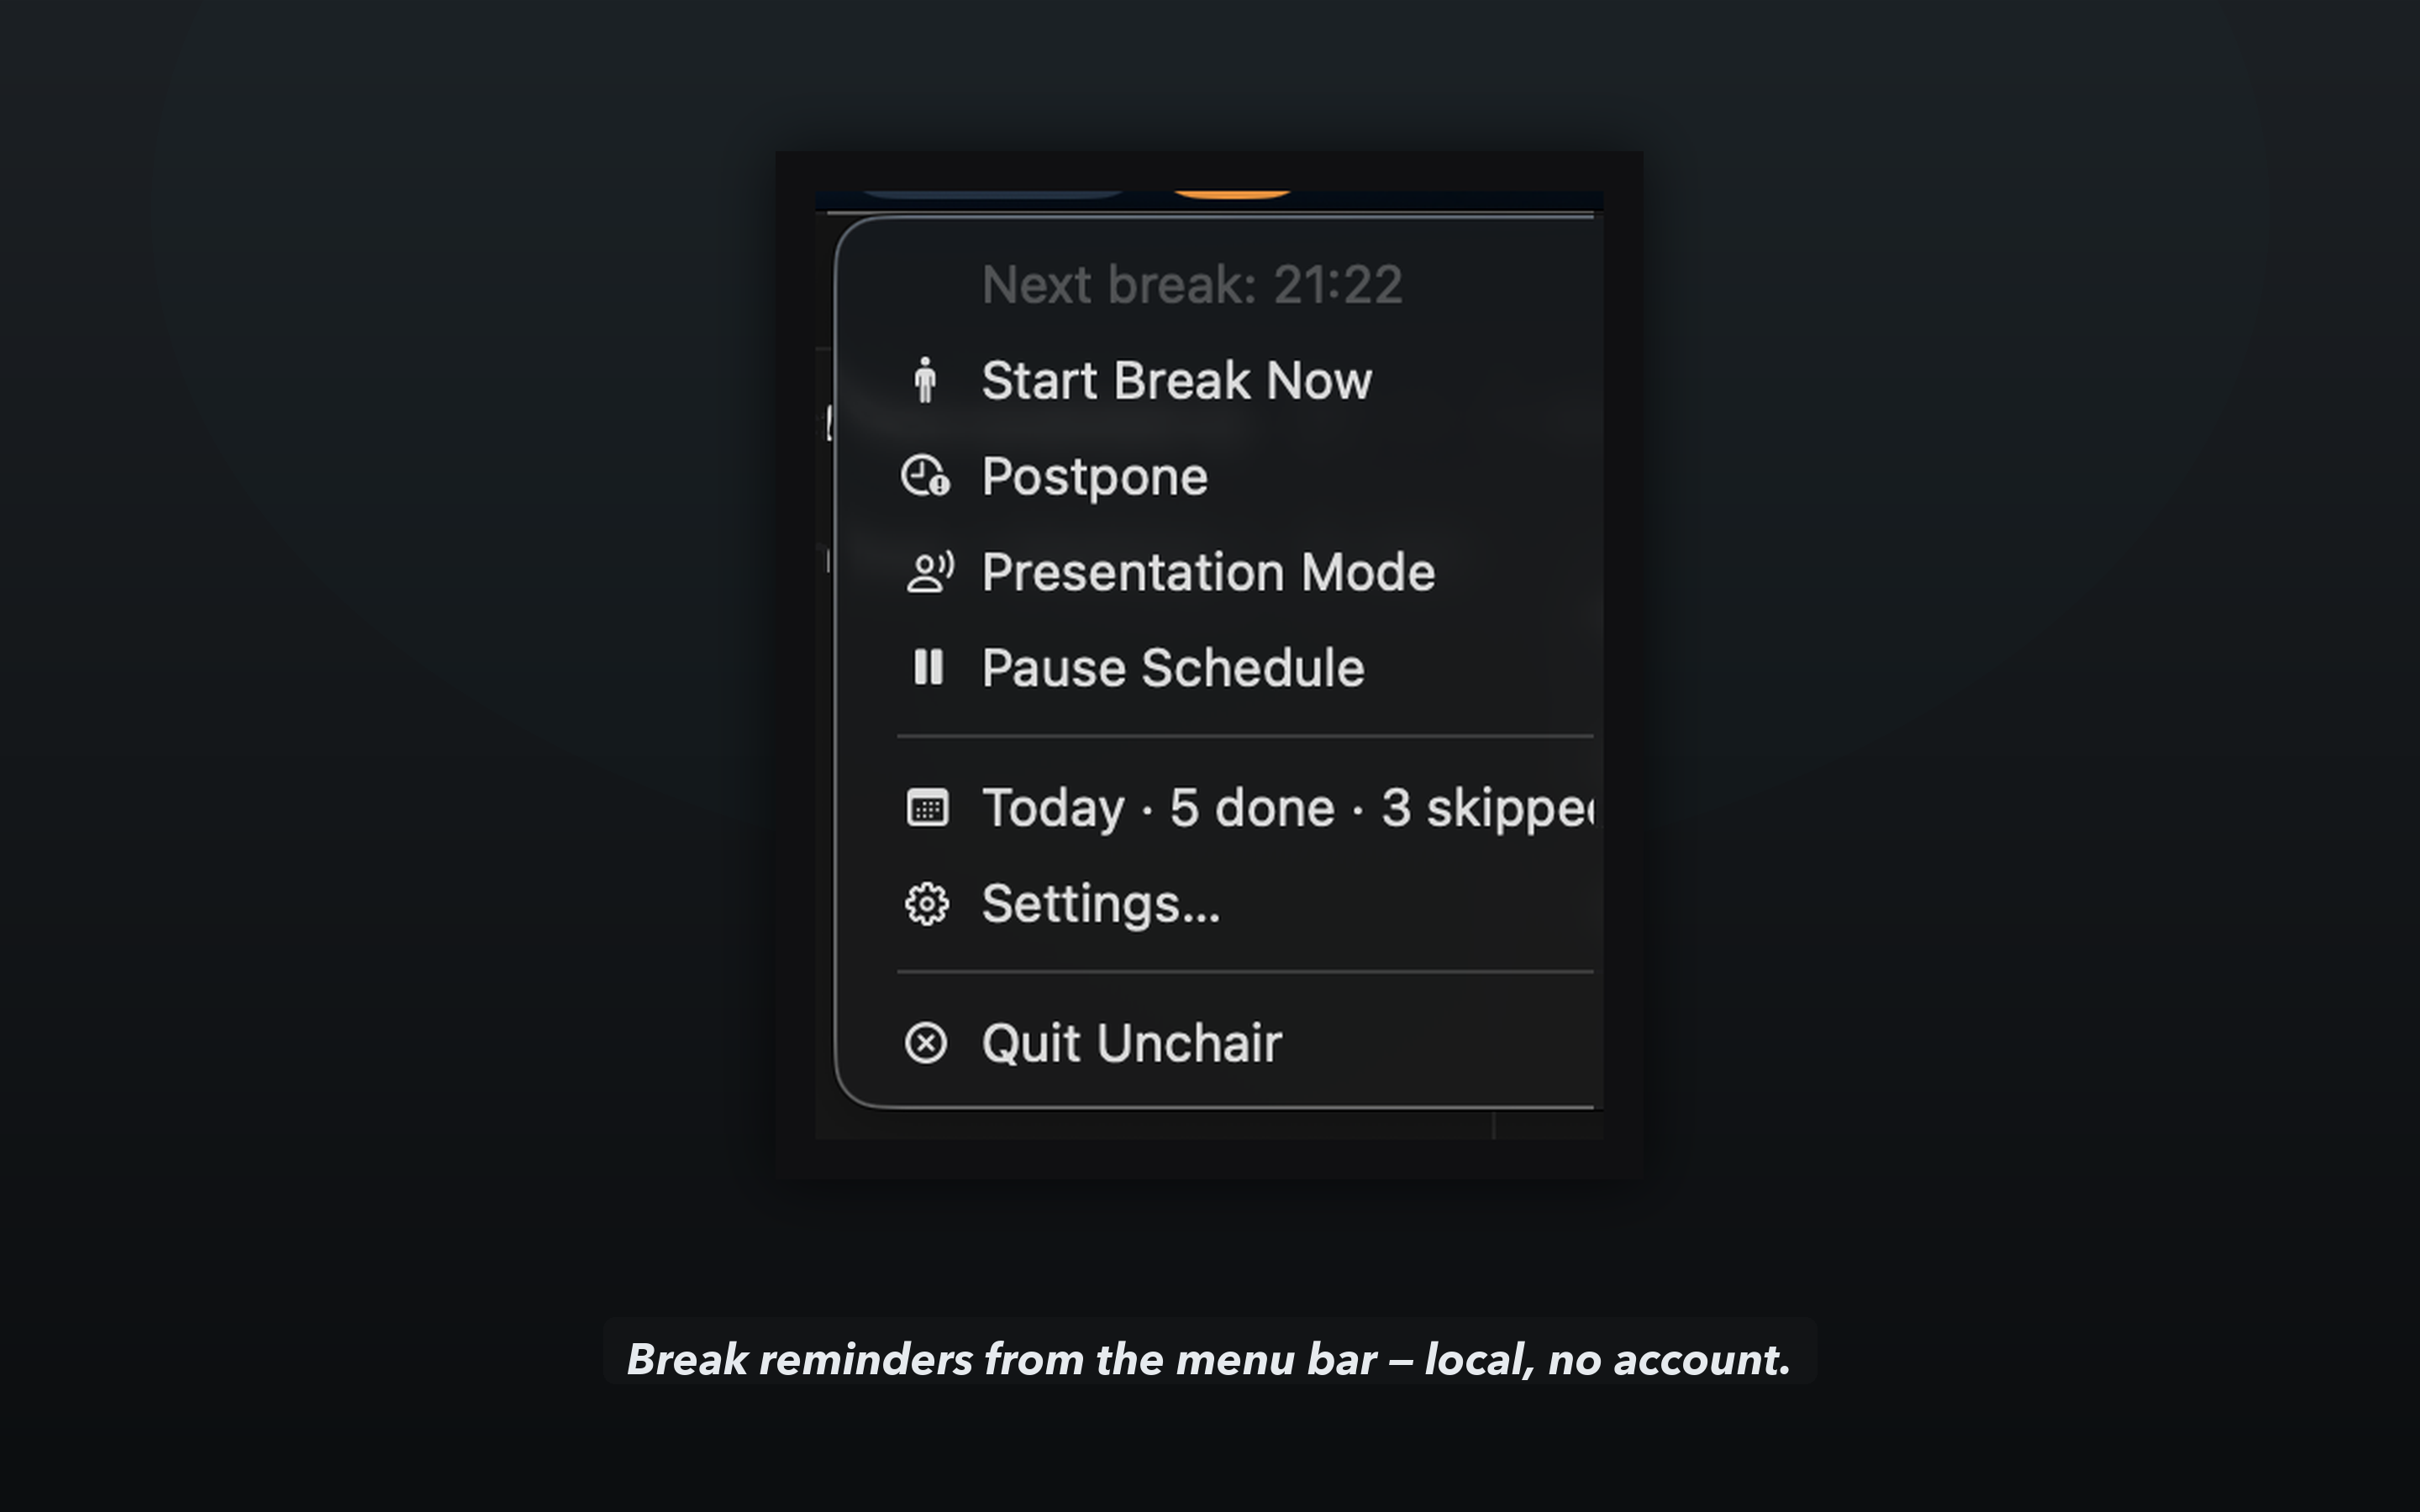 Next break: 21:22
Start Break Now
Postpone
Presentation Mode
Pause Schedule
Today · 5 done · 3 skipped
Settings...
Quit Unchair
Break reminders from the menu bar – local, no account.